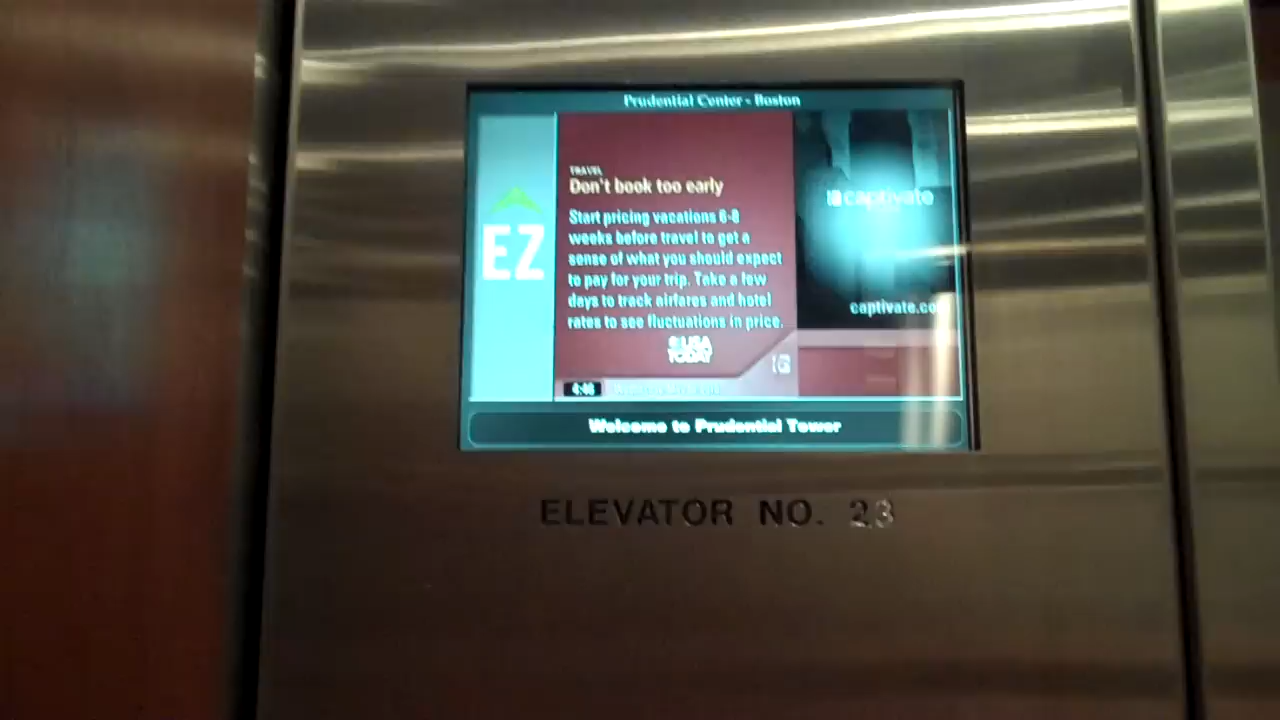 Prudential Center - Boston
EZ
TRAVEL
Don't book too early
Start pricing vacations 6-8
weeks before travel to get a
sense of what you should expect
to pay for your trip. Take a few
days to track airfares and hotel
rates to see fluctuations in price.
USA
TODAY
captivate
captivate.co
4:46
Welcome to Prudential Tower
ELEVATOR NO. 23